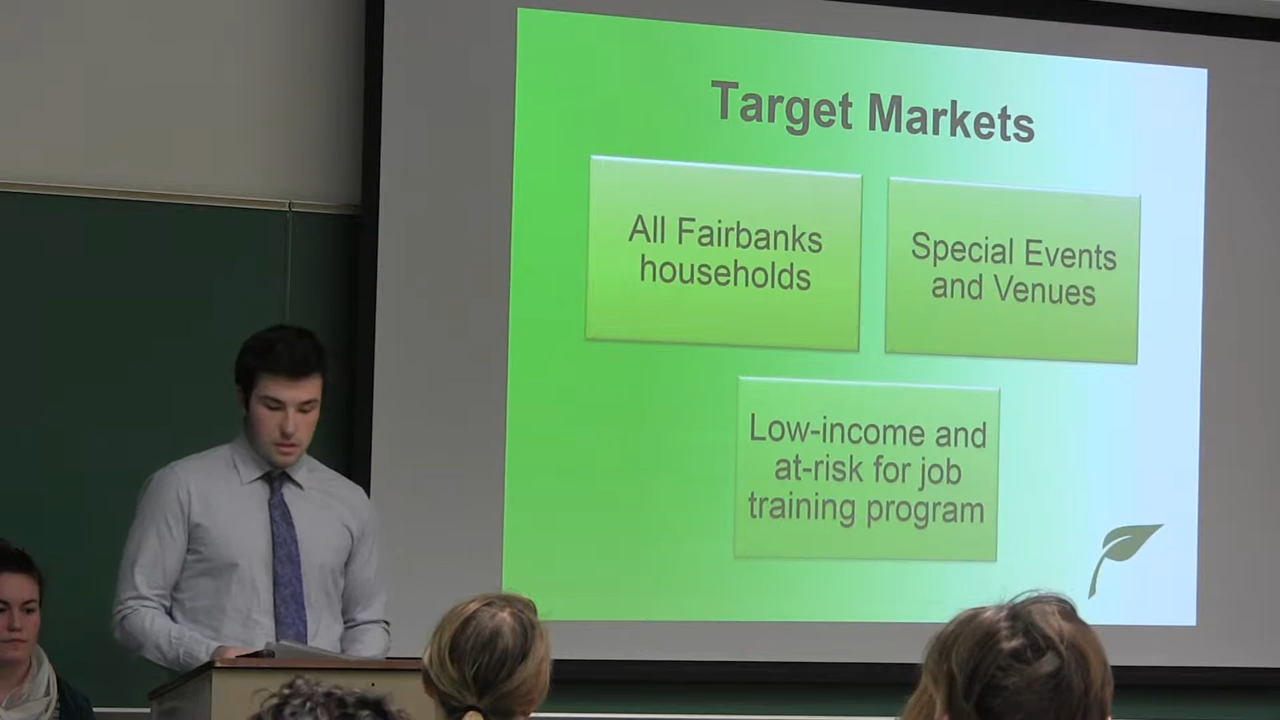 Target Markets
All Fairbanks
households
Special Events
and Venues
Low-income and
at-risk for job
training program